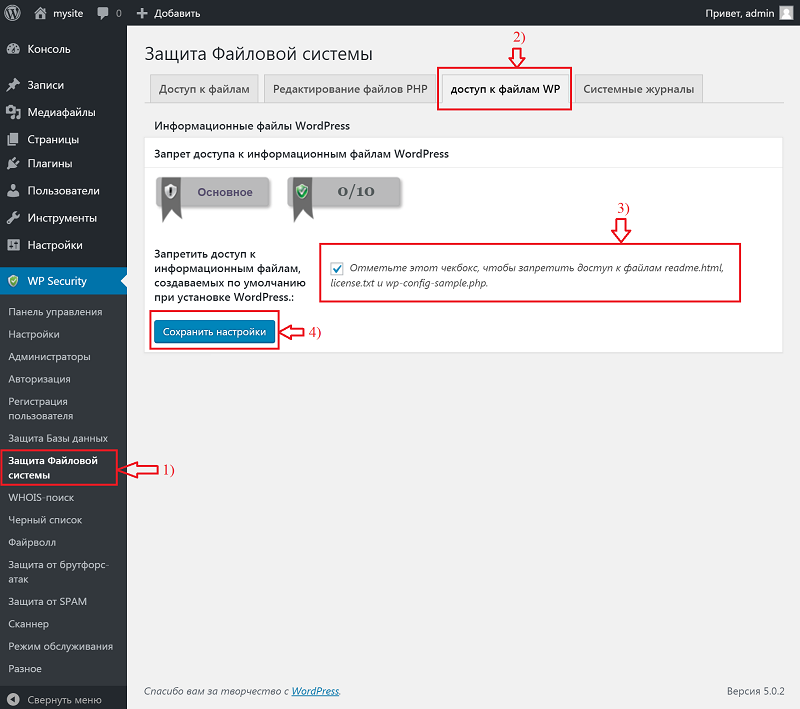 mysite 0 + Добавить Привет, admin
Консоль
Записи
Медиафайлы
Страницы
Плагины
Пользователи
Инструменты
Настройки
WP Security
Панель управления
Настройки
Администраторы
Авторизация
Регистрация
пользователя
Защита Базы данных
Защита Файловой
системы
WHOIS-поиск
Черный список
Файрволл
Защита от брутфорс-
атак
Защита от SPAM
Сканнер
Режим обслуживания
Разное
Свернуть меню
1)
Защита Файловой системы
2)
Доступ к файлам Редактирование файлов PHP доступ к файлам WP Системные журналы
Информационные файлы WordPress
Запрет доступа к информационным файлам WordPress
Основное 0/10
3)
Запретить доступ к
информационным файлам,
создаваемых по умолчанию
при установке WordPress.:
Отметьте этот чекбокс, чтобы запретить доступ к файлам readme.html,
license.txt и wp-config-sample.php.
Сохранить настройки 4)
Спасибо вам за творчество с WordPress. Версия 5.0.2